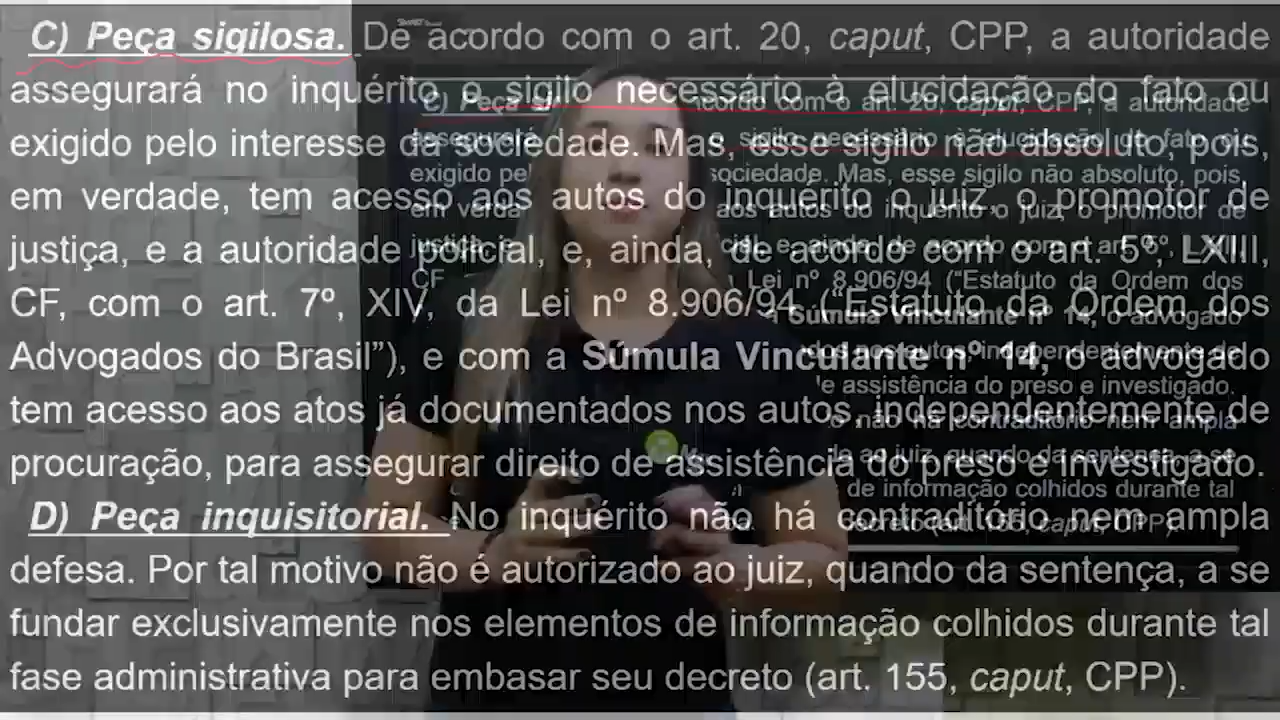 C) Peça sigilosa. De acordo com o art. 20, caput, CPP, a autoridade
assegurará no inquérito o sigilo necessário à elucidação do fato ou
exigido pelo interesse da sociedade. Mas, esse sigilo não absoluto, pois,
em verdade, tem acesso aos autos do inquérito o juiz, o promotor de
justiça, e a autoridade policial, e, ainda, de acordo com o art. 5º, LXIII,
CF, com o art. 7º, XIV, da Lei nº 8.906/94 (“Estatuto da Ordem dos
Advogados do Brasil”), e com a Súmula Vinculante nº 14, o advogado
tem acesso aos atos já documentados nos autos, independentemente de
procuração, para assegurar direito de assistência do preso e investigado.
D) Peça inquisitorial. No inquérito não há contraditório nem ampla
defesa. Por tal motivo não é autorizado ao juiz, quando da sentença, a se
fundar exclusivamente nos elementos de informação colhidos durante tal
fase administrativa para embasar seu decreto (art. 155, caput, CPP).